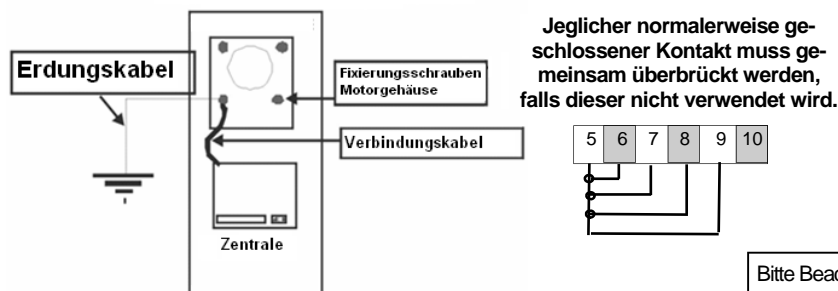 Erdungskabel
Fixierungsschrauben
Motorgehäuse
Verbindungskabel
Zentrale
Jeglicher normalerweise ge-
schlossener Kontakt muss ge-
meinsam überbrückt werden,
falls dieser nicht verwendet wird.
5 6 7 8 9 10
Bitte Beac